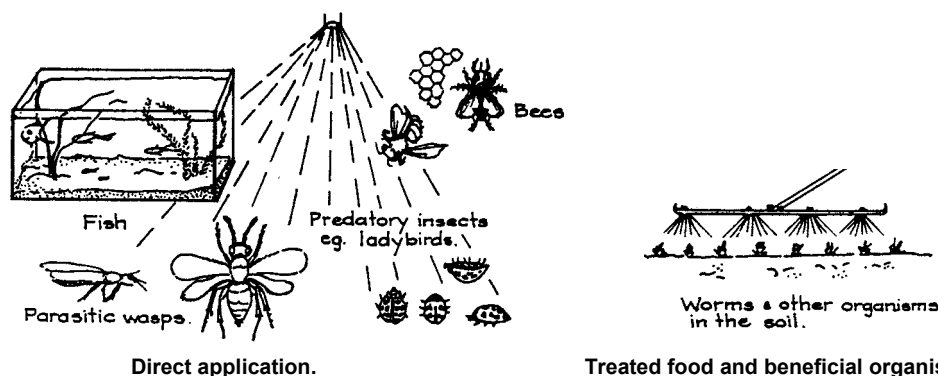 Bees
Fish
Predatory insects
eg. ladybirds.
Parasitic wasps.
Worms & other organisms
in the soil.
Direct application.
Treated food and beneficial